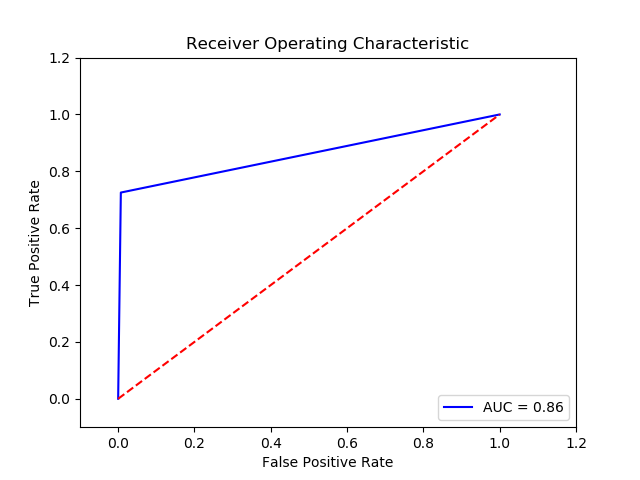 Receiver Operating Characteristic
1.2
1.0
0.8
0.6
0.4
0.2
0.0
True Positive Rate
AUC = 0.86
0.0 0.2 0.4 0.6 0.8 1.0 1.2
False Positive Rate